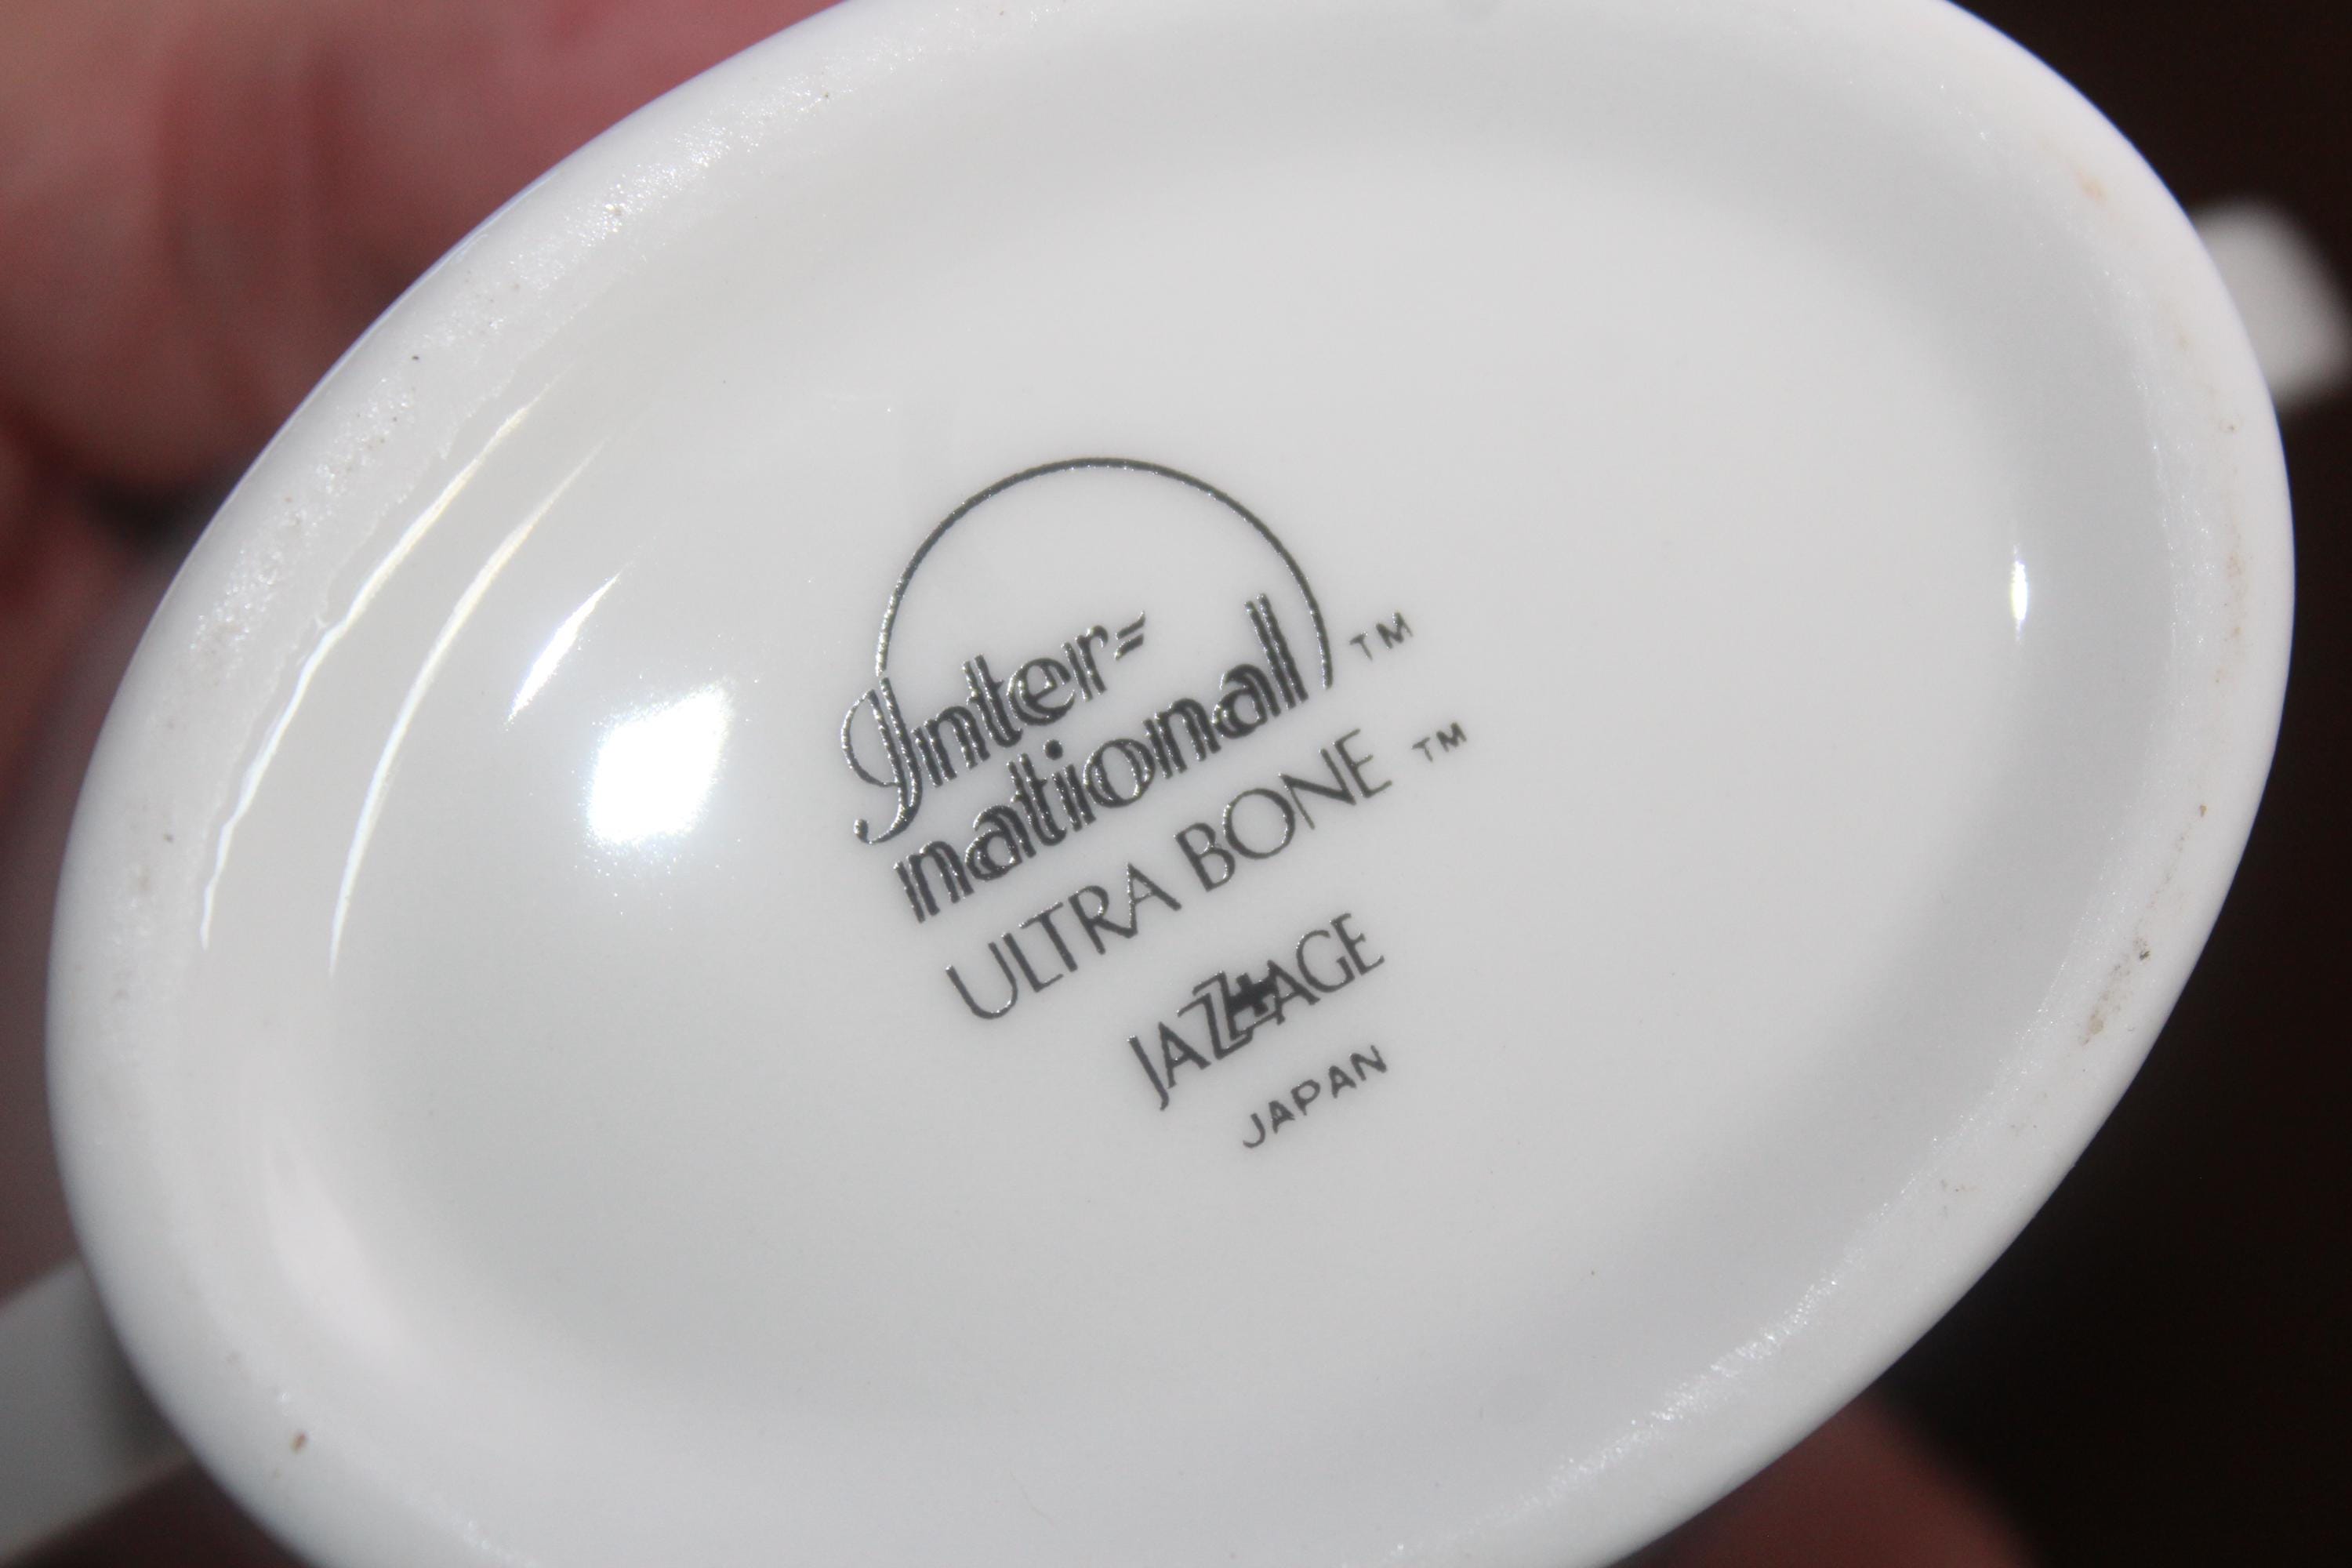 Inter=
national™
ULTRA BONE™
JAZZ AGE
JAPAN